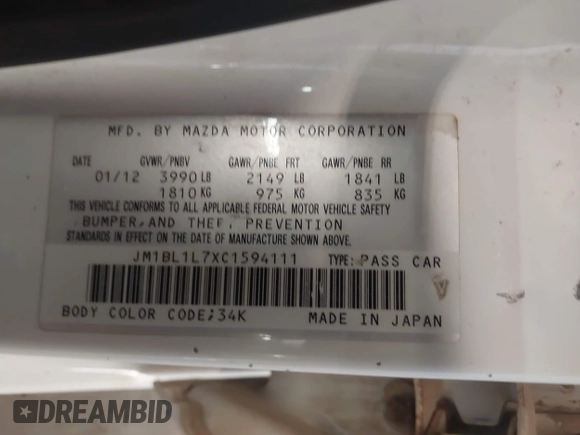 MFD. BY MAZDA MOTOR CORPORATION
DATE GVWR/PNBV GAWR/PNBE FRT GAWR/PNBE RR
01/12 3990 LB 2149 LB 1841 LB
1810 KG 975 KG 835 KG
THIS VEHICLE CONFORMS TO ALL APPLICABLE FEDERAL MOTOR VEHICLE SAFETY
BUMPER,AND THEFT PREVENTION
STANDARDS IN EFFECT ON THE DATE OF MANUFACTURE SHOWN ABOVE.
JM1BL1L7XC1594111 TYPE: PASS CAR
BODY COLOR CODE;34K MADE IN JAPAN
DREAMBID